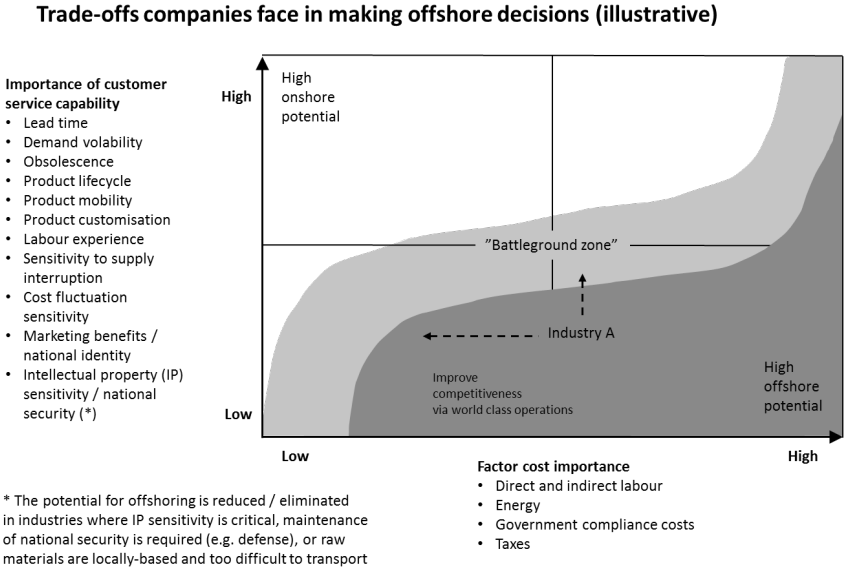 Trade-offs companies face in making offshore decisions (illustrative)
Importance of customer
service capability
• Lead time
• Demand volability
• Obsolescence
• Product lifecycle
• Product mobility
• Product customisation
• Labour experience
• Sensitivity to supply
interruption
• Cost fluctuation
sensitivity
• Marketing benefits /
national identity
• Intellectual property (IP)
sensitivity / national
security (*)
High
Low
High
onshore
potential
”Battleground zone”
Industry A
Improve
competitiveness
via world class operations
High
offshore
potential
Low
High
Factor cost importance
• Direct and indirect labour
• Energy
• Government compliance costs
• Taxes
* The potential for offshoring is reduced / eliminated
in industries where IP sensitivity is critical, maintenance
of national security is required (e.g. defense), or raw
materials are locally-based and too difficult to transport